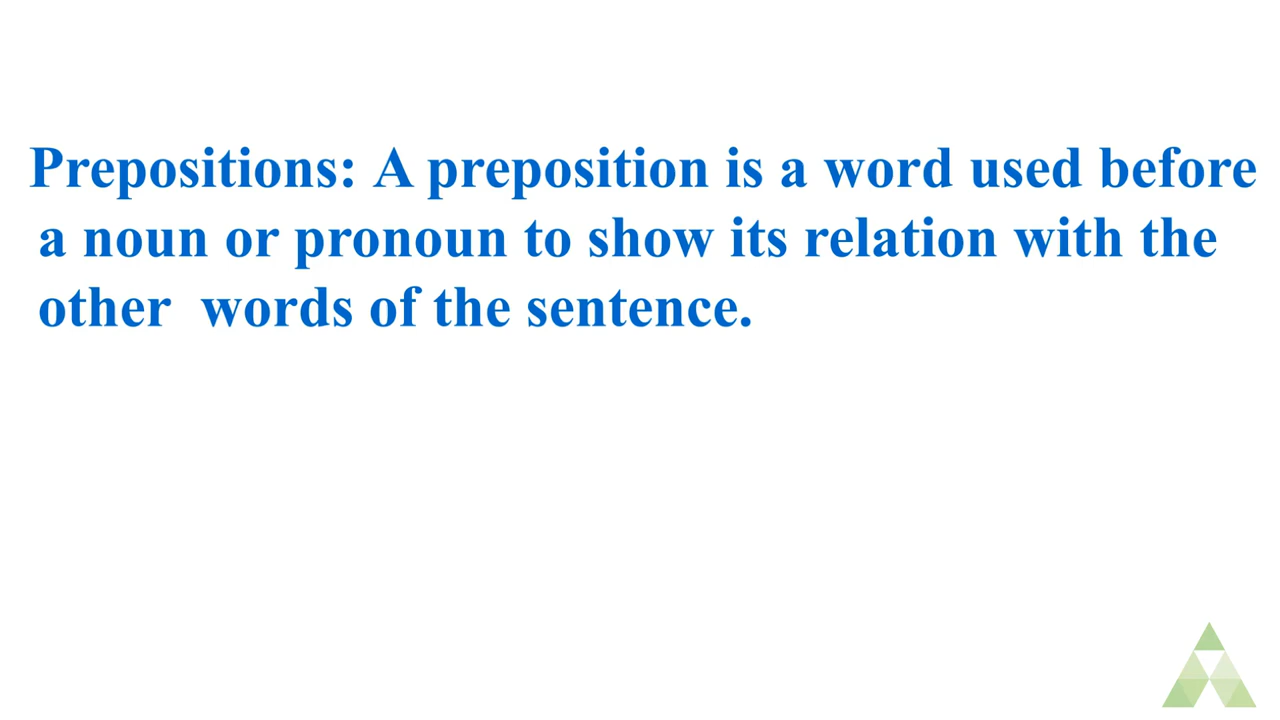 Prepositions: A preposition is a word used before
a noun or pronoun to show its relation with the
other words of the sentence.